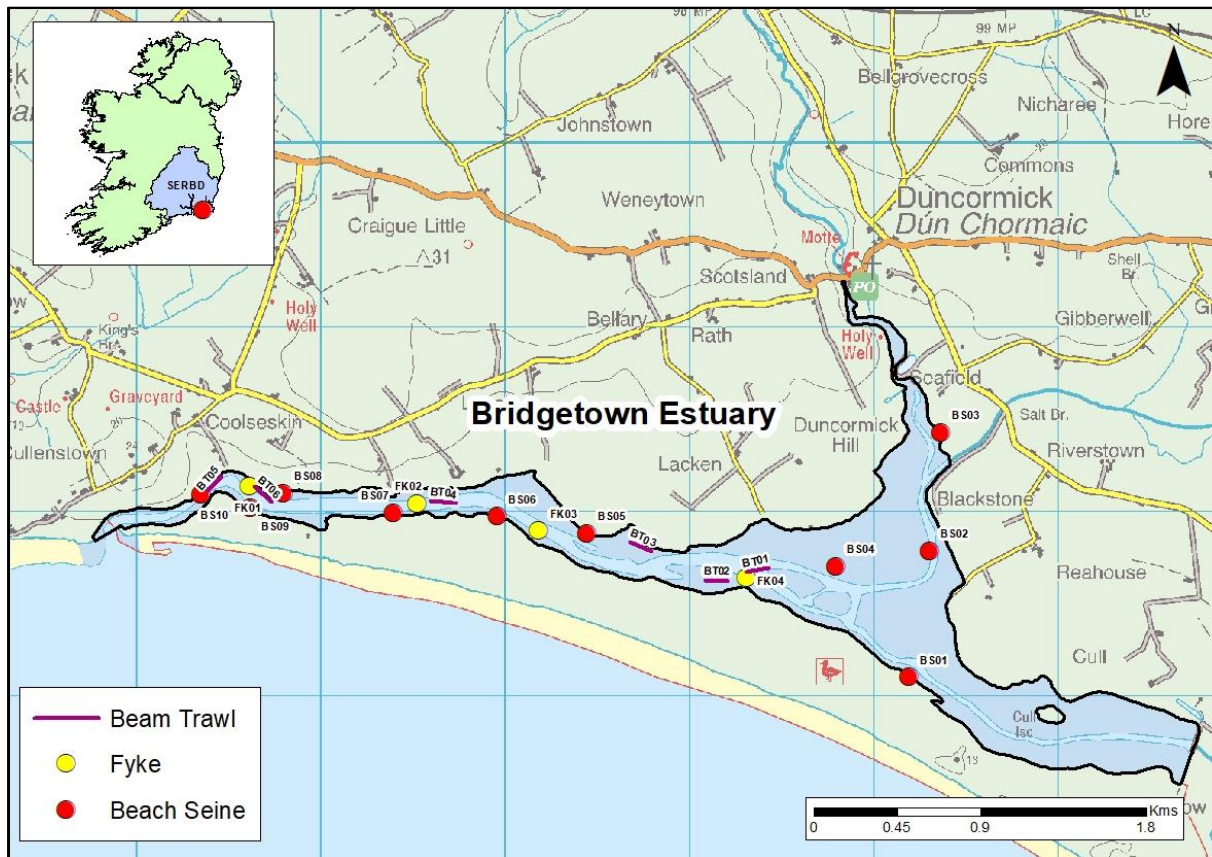 99 MP
N
Bellgrovecross
Nicharee
Johnstown
Commons
SERBD
Weneytown
Duncormick
Dún Chormaic
Craigue Little
31
Motte
Scotsland
Shell
Br.
PO
Holy
Well
Bellary
Rath
Gibberwell
King's
Holy
Well
Scafield
Castle
Graveyard
Coolseskin
Bridgetown Estuary
BS03
Salt Br.
Duncormick
Hill
Riverstown
Cullenstown
Lacken
BT05
BT06
BS08
FK02
BT04
BS07
BS06
Blackstone
BS10
FK01
BS09
FK03
BS05
BT03
BS04
BS02
BT01
BT02
FK04
Reahouse
BS01
Cull
Cull
18
Beam Trawl
Fyke
Beach Seine
Kms
0
0.45
0.9
1.8